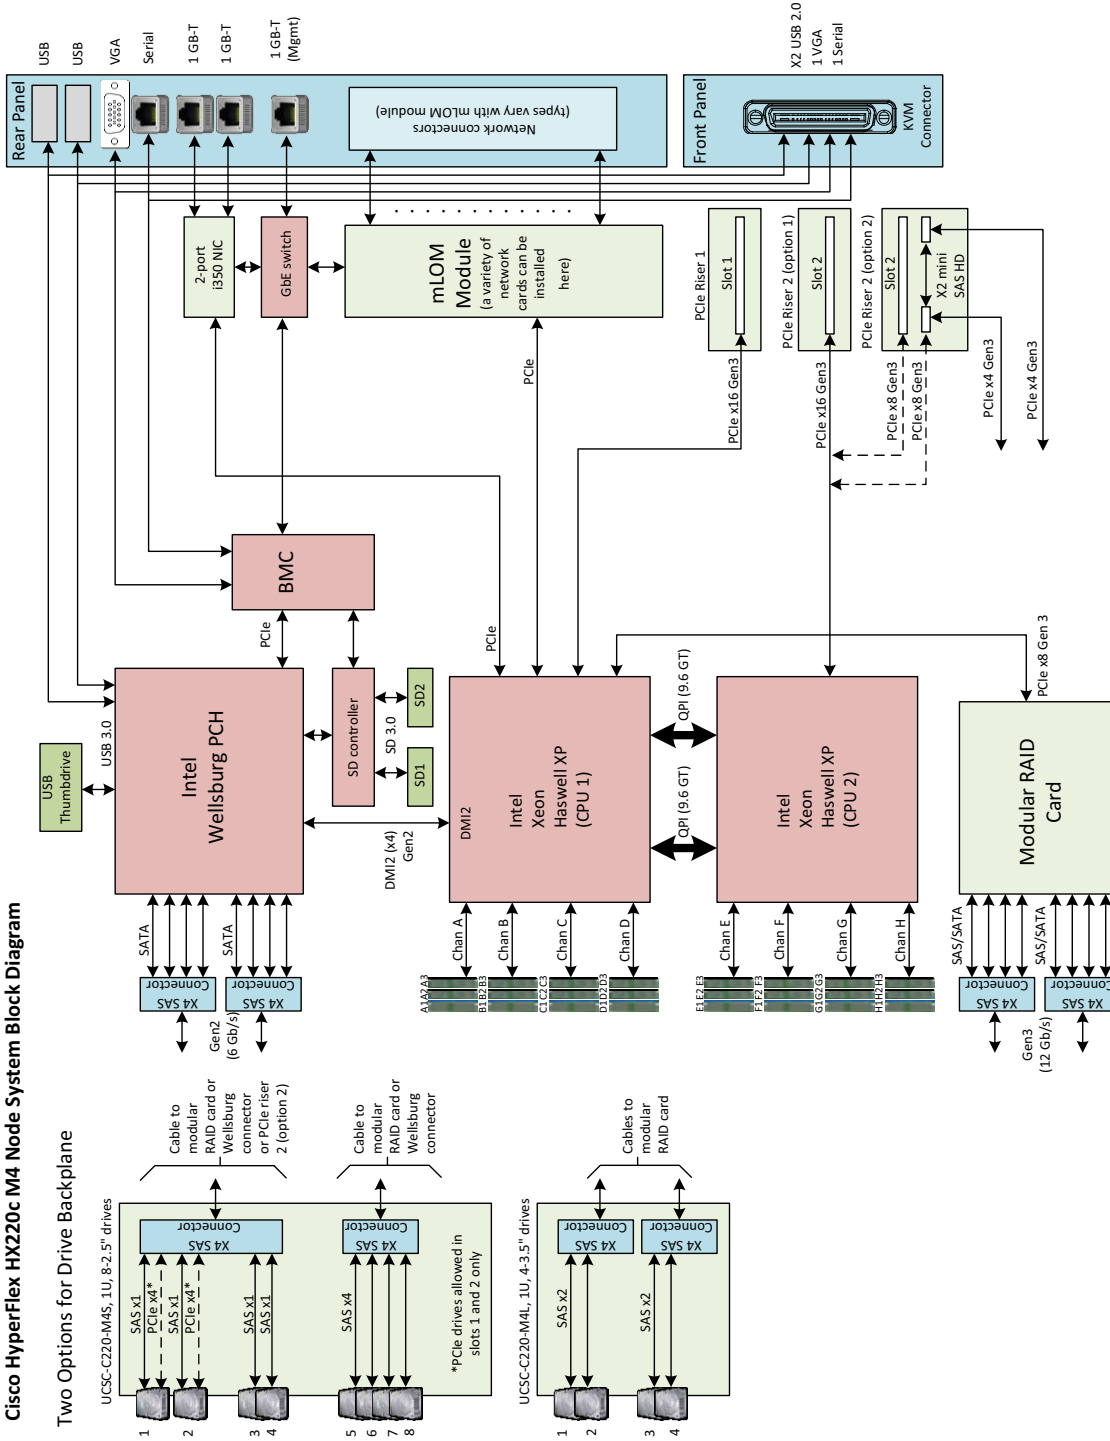 Cisco HyperFlex HX220c M4 Node System Block Diagram
Two Options for Drive Backplane
UCSC-C220-M4S, 1U, 8-2.5" drives
1
2
3
4
5
6
7
8
SAS x1
PCIe x4*
SAS x1
PCIe x4*
SAS x1
SAS x1
X4 SAS
Connector
SAS x4
X4 SAS
Connector
*PCIe drives allowed in
slots 1 and 2 only
Cable to
modular
RAID card or
Wellsburg
connector
or PCIe riser
2 (option 2)
Cable to
modular
RAID card or
Wellsburg
connector
UCSC-C220-M4L, 1U, 4-3.5" drives
1
2
3
4
SAS x2
SAS x2
X4 SAS
Connector
X4 SAS
Connector
Cables to
modular
RAID card
Gen2
(6 Gb/s)
X4 SAS
Connector
X4 SAS
Connector
SATA
SATA
USB
Thumbdrive
USB 3.0
Intel
Wellsburg PCH
PCIe
BMC
SD controller
SD 3.0
SD1
SD2
DMI2 (x4)
Gen2
DMI2
Intel
Xeon
Haswell XP
(CPU 1)
A1A2A3
B1B2B3
C1C2C3
D1D2D3
Chan A
Chan B
Chan C
Chan D
PCIe
QPI (9.6 GT)
QPI (9.6 GT)
Intel
Xeon
Haswell XP
(CPU 2)
E1E2E3
F1F2F3
G1G2G3
H1H2H3
Chan E
Chan F
Chan G
Chan H
Gen3
(12 Gb/s)
X4 SAS
Connector
X4 SAS
Connector
SAS/SATA
SAS/SATA
Modular RAID
Card
PCIe x8 Gen 3
2-port
i350 NIC
GbE switch
mLOM
Module
(a variety of
network
cards can be
installed
here)
PCIe
PCIe Riser 1
Slot 1
PCIe x16 Gen3
PCIe Riser 2 (option 1)
Slot 2
PCIe x16 Gen3
PCIe Riser 2 (option 2)
Slot 2
X2 mini
SAS HD
PCIe x8 Gen3
PCIe x8 Gen3
PCIe x4 Gen3
PCIe x4 Gen3
Rear Panel
USB
USB
VGA
Serial
1 GB-T
1 GB-T
1 GB-T
(Mgmt)
Network connectors
(types vary with mLOM module)
Front Panel
KVM
Connector
X2 USB 2.0
1 VGA
1 Serial